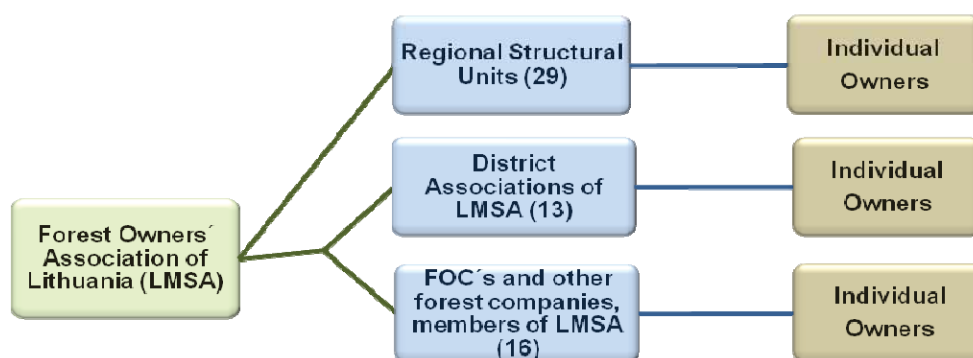 Regional Structural
Units (29)
Individual
Owners
District
Associations of
LMSA (13)
Individual
Owners
Forest Owners´
Association of
Lithuania (LMSA)
FOC´s and other
forest companies,
members of LMSA
(16)
Individual
Owners